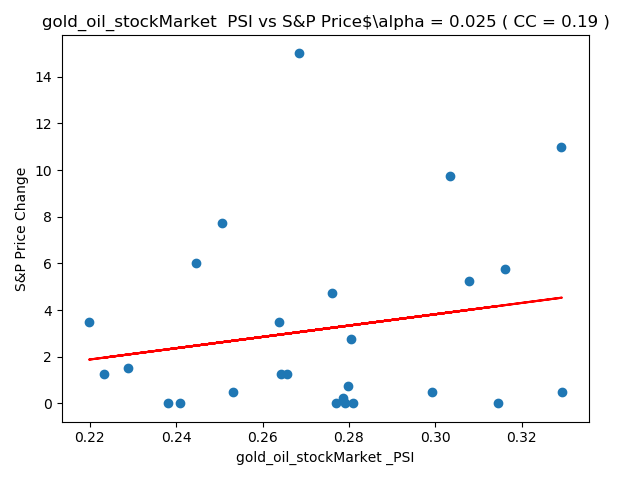 gold_oil_stockMarket  PSI vs S&P Price$\alpha = 0.025 ( CC = 0.19 )
14
12
10
8
6
4
2
0
S&P Price Change
0.22 0.24 0.26 0.28 0.30 0.32
gold_oil_stockMarket _PSI